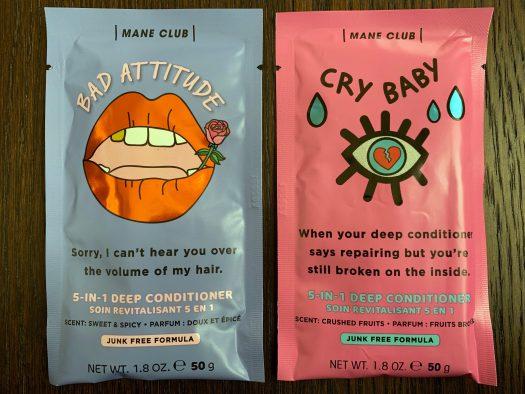 | MANE CLUB |
BAD ATTITUDE
Sorry, I can't hear you over
the volume of my hair.
5-IN-1 DEEP CONDITIONER
SOIN REVITALISANT 5 EN 1
SCENT: SWEET & SPICY • PARFUM : DOUX ET ÉPICÉ
JUNK FREE FORMULA
NET WT. 1.8 OZ. ℮ 50 g
| MANE CLUB |
CRY BABY
When your deep conditioner
says repairing but you're
still broken on the inside.
5-IN-1 DEEP CONDITIONER
SOIN REVITALISANT 5 EN 1
SCENT: CRUSHED FRUITS • PARFUM : FRUITS
JUNK FREE FORMULA
NET WT. 1.8 OZ. ℮ 50 g